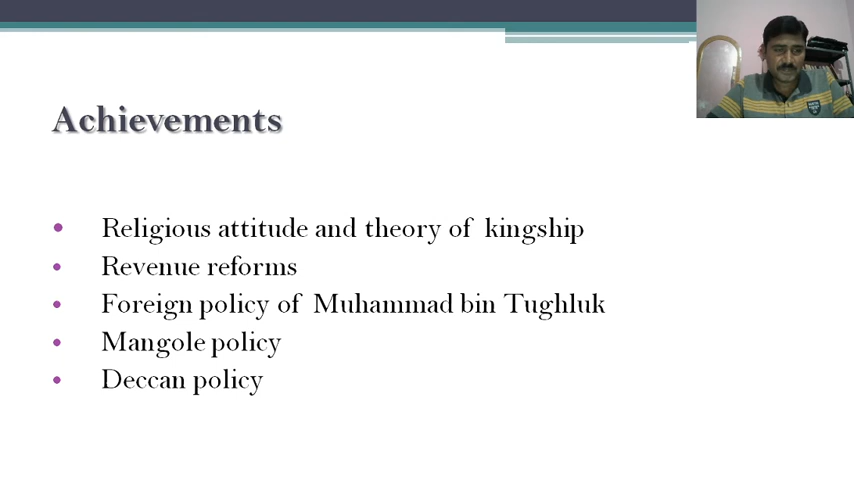 Achievements
Religious attitude and theory of kingship
Revenue reforms
Foreign policy of Muhammad bin Tughluk
Mangole policy
Deccan policy